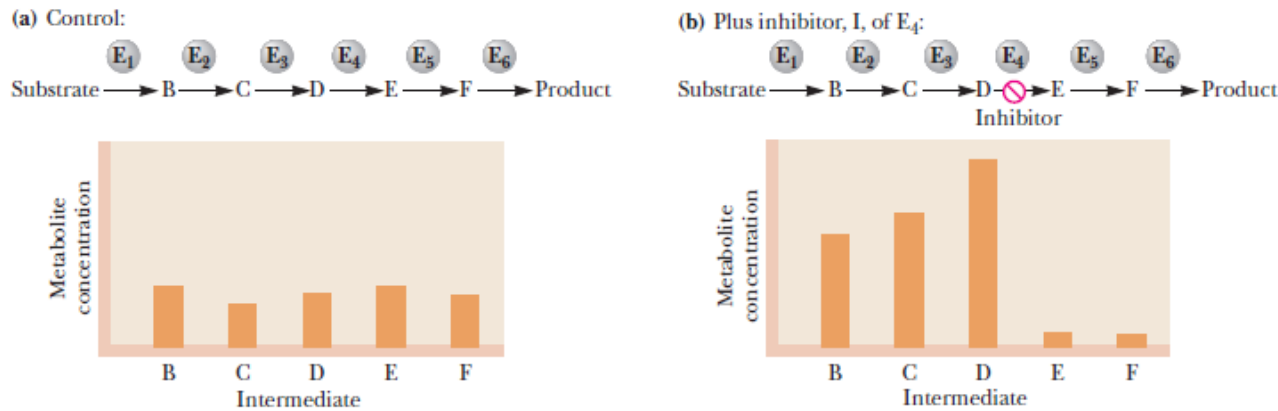 (a) Control:
E1 E2 E3 E4 E5 E6
Substrate B C D E F Product
Metabolite
concentration
B C D E F
Intermediate
(b) Plus inhibitor, I, of E4:
E1 E2 E3 E4 E5 E6
Substrate B C D E F Product
Inhibitor
Metabolite
concentration
B C D E F
Intermediate